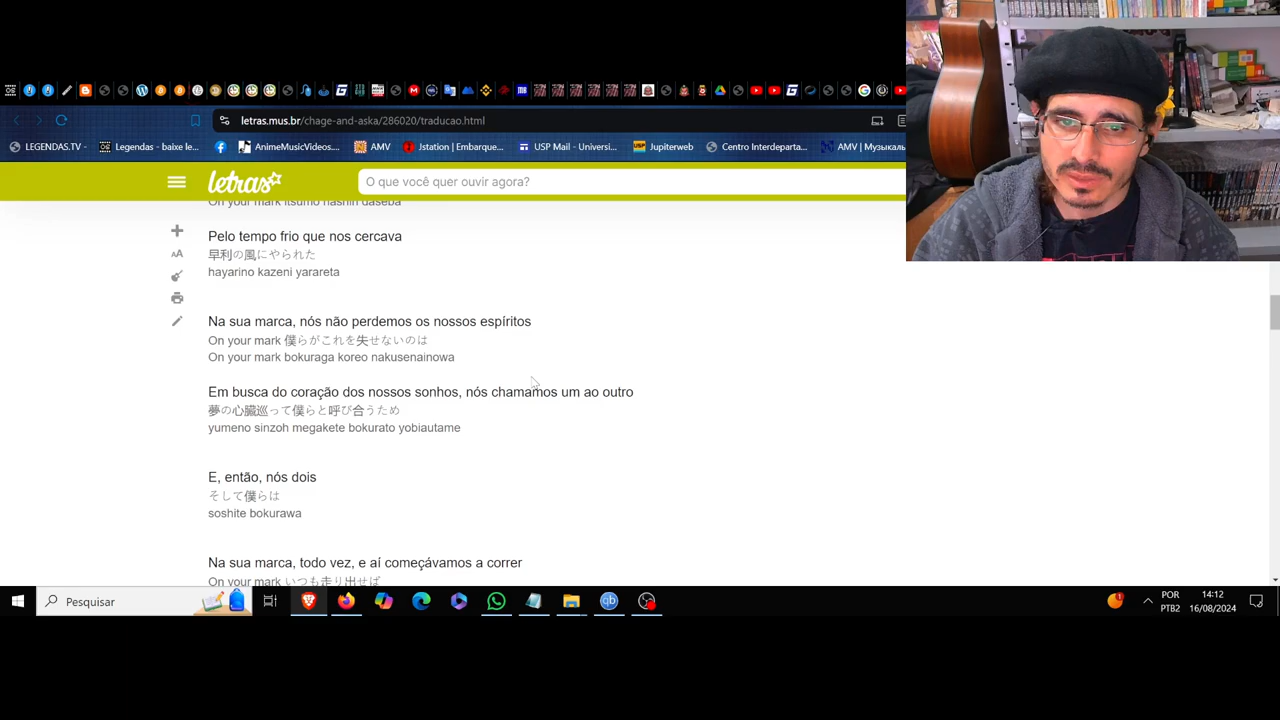 letras.mus.br/chage-and-aska/286020/traducao.html
LEGENDAS.TV - Legendas - baixe le... AnimeMusicVideos.... AMV Jstation | Embarque... USP Mail - Universi... Jupiterweb Centro Interdeparta... AMV | Музыкаль
letras O que você quer ouvir agora?
On your mark itsumo hashiri daseba
Pelo tempo frio que nos cercava
早利の風にやられた
hayarino kazeni yarareta
Na sua marca, nós não perdemos os nossos espíritos
On your mark 僕らがこれを失せないのは
On your mark bokuraga koreo nakusenainowa
Em busca do coração dos nossos sonhos, nós chamamos um ao outro
夢の心臓巡って僕らと呼び合うため
yumeno sinzoh megakete bokurato yobiautame
E, então, nós dois
そして僕らは
soshite bokurawa
Na sua marca, todo vez, e aí começávamos a correr
On your mark いつも走り出せば
Pesquisar
POR
PTB2
14:12
16/08/2024